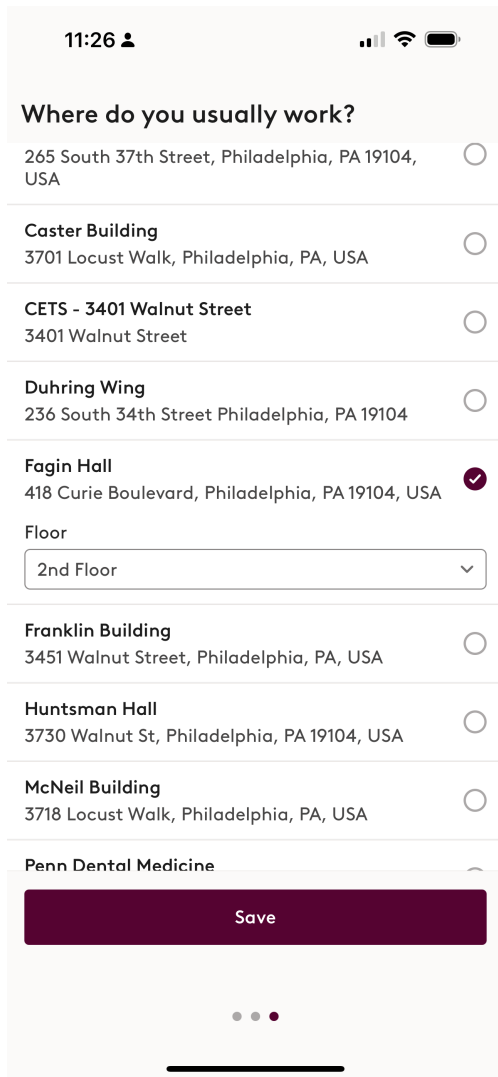 11:26
Where do you usually work?
265 South 37th Street, Philadelphia, PA 19104,
USA
Caster Building
3701 Locust Walk, Philadelphia, PA, USA
CETS - 3401 Walnut Street
3401 Walnut Street
Duhring Wing
236 South 34th Street Philadelphia, PA 19104
Fagin Hall
418 Curie Boulevard, Philadelphia, PA 19104, USA
Floor
2nd Floor
Franklin Building
3451 Walnut Street, Philadelphia, PA, USA
Huntsman Hall
3730 Walnut St, Philadelphia, PA 19104, USA
McNeil Building
3718 Locust Walk, Philadelphia, PA, USA
Penn Dental Medicine
Save